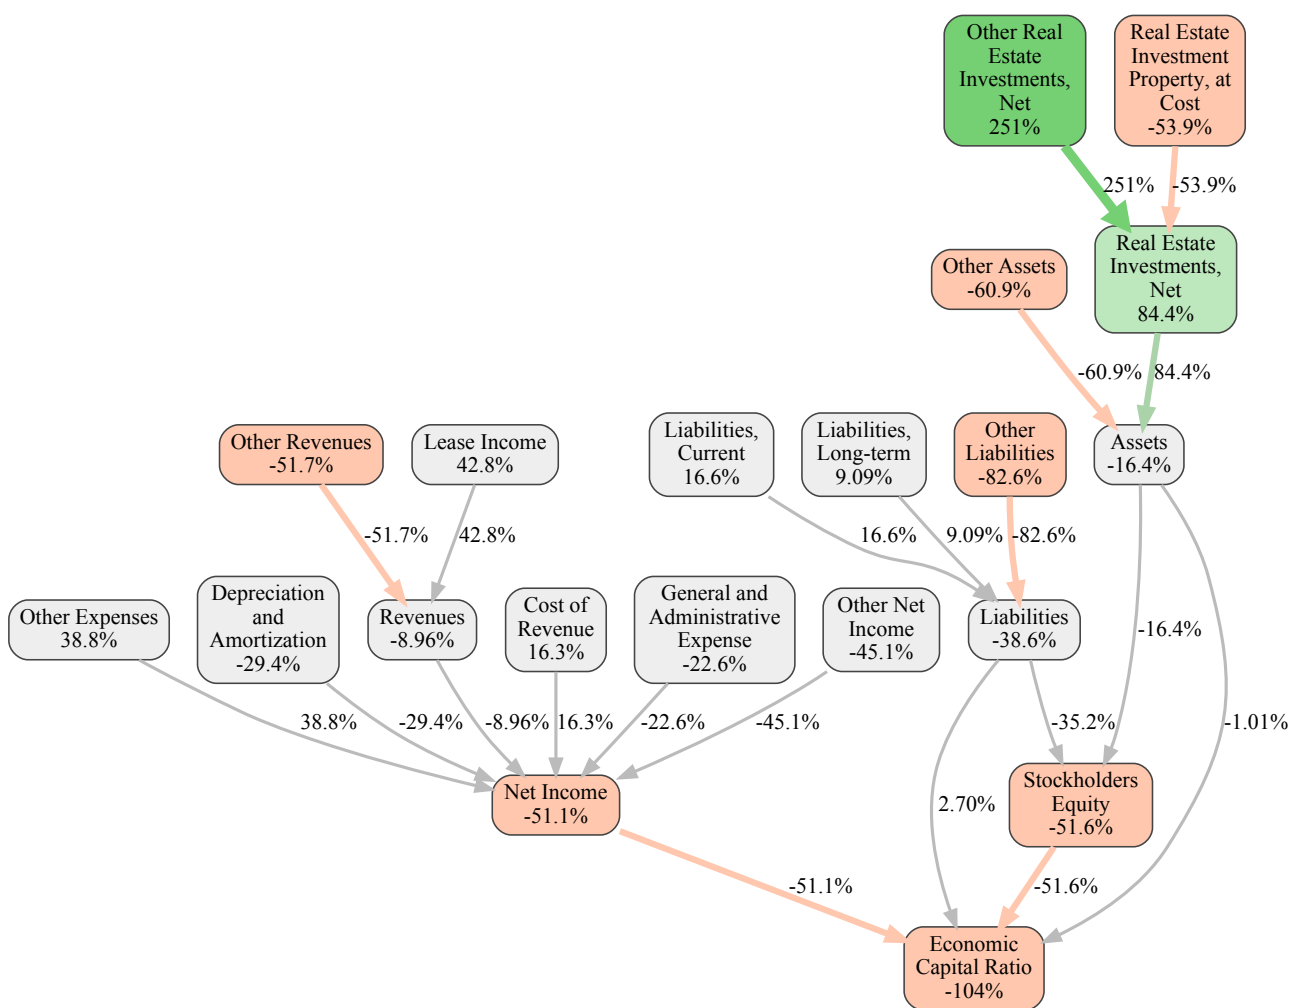 Other Real
Estate
Investments,
Net
251%
Real Estate
Investment
Property, at
Cost
-53.9%
251%
-53.9%
Other Assets
-60.9%
Real Estate
Investments,
Net
84.4%
-60.9%
84.4%
Other Revenues
-51.7%
Lease Income
42.8%
Liabilities,
Current
16.6%
Liabilities,
Long-term
9.09%
Other
Liabilities
-82.6%
Assets
-16.4%
-51.7%
42.8%
16.6%
9.09%
-82.6%
Other Expenses
38.8%
Depreciation
and
Amortization
-29.4%
Revenues
-8.96%
Cost of
Revenue
16.3%
General and
Administrative
Expense
-22.6%
Other Net
Income
-45.1%
Liabilities
-38.6%
-16.4%
38.8%
-29.4%
-8.96%
16.3%
-22.6%
-45.1%
-35.2%
-1.01%
Net Income
-51.1%
Stockholders
Equity
-51.6%
2.70%
-51.1%
-51.6%
Economic
Capital Ratio
-104%